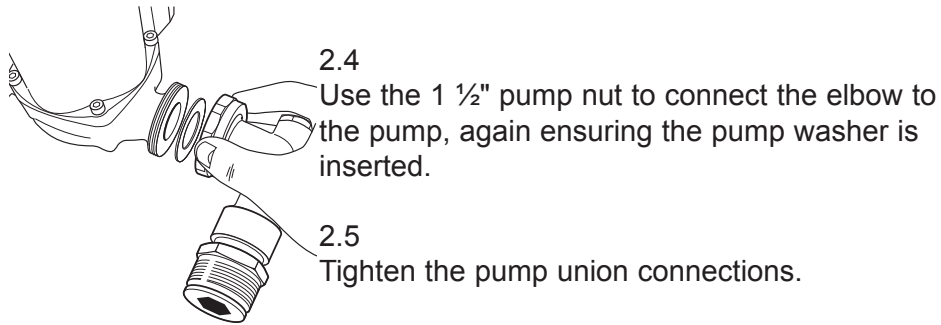 2.4
Use the 1 ½" pump nut to connect the elbow to
the pump, again ensuring the pump washer is
inserted.
2.5
Tighten the pump union connections.